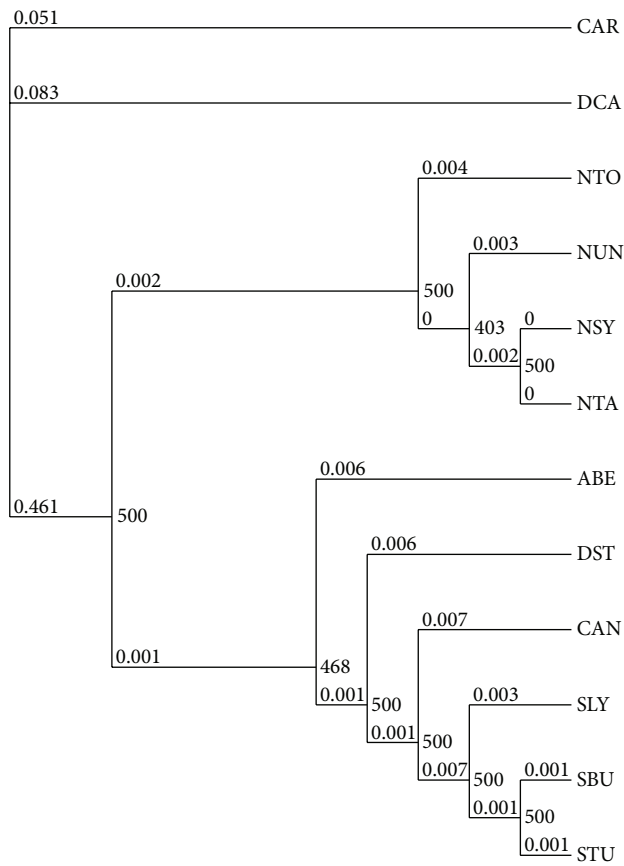 0.051 CAR
0.083 DCA
0.004 NTO
0.003 NUN
0.002 500
0 403 0 NSY
0.002 500
0 NTA
0.006 ABE
0.461 500
0.006 DST
0.007 CAN
0.001 468
0.001 500 0.003 SLY
0.001 500
0.007 500 0.001 SBU
0.001 500
0.001 STU